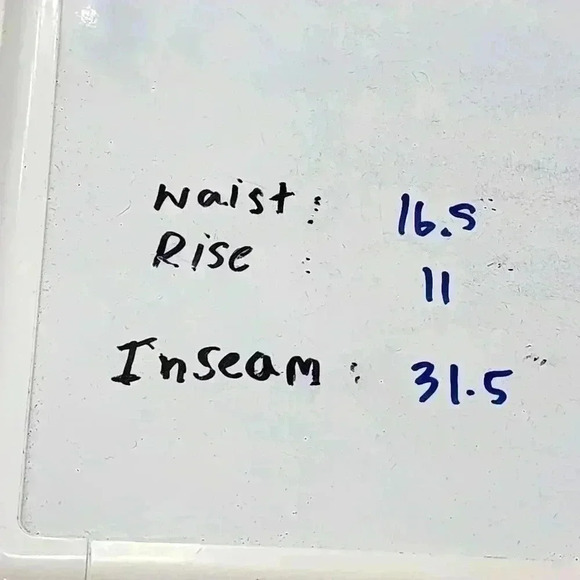 Waist : 16.5
Rise : 11
Inseam : 31.5